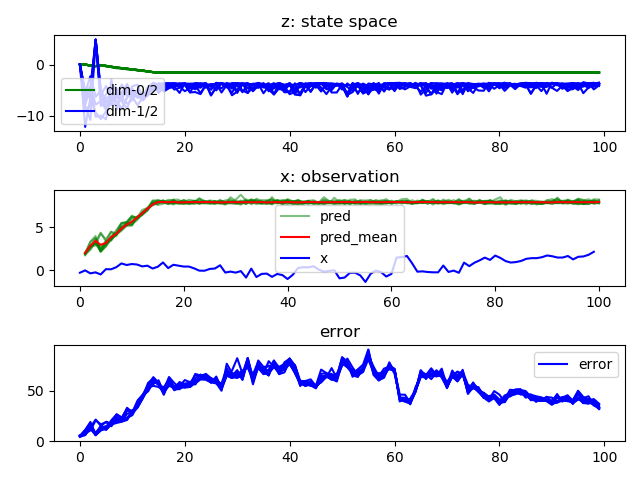 z: state space
0
−10
dim-0/2
dim-1/2
0 20 40 60 80 100
x: observation
5
0
pred
pred_mean
x
0 20 40 60 80 100
error
50
0
error
0 20 40 60 80 100